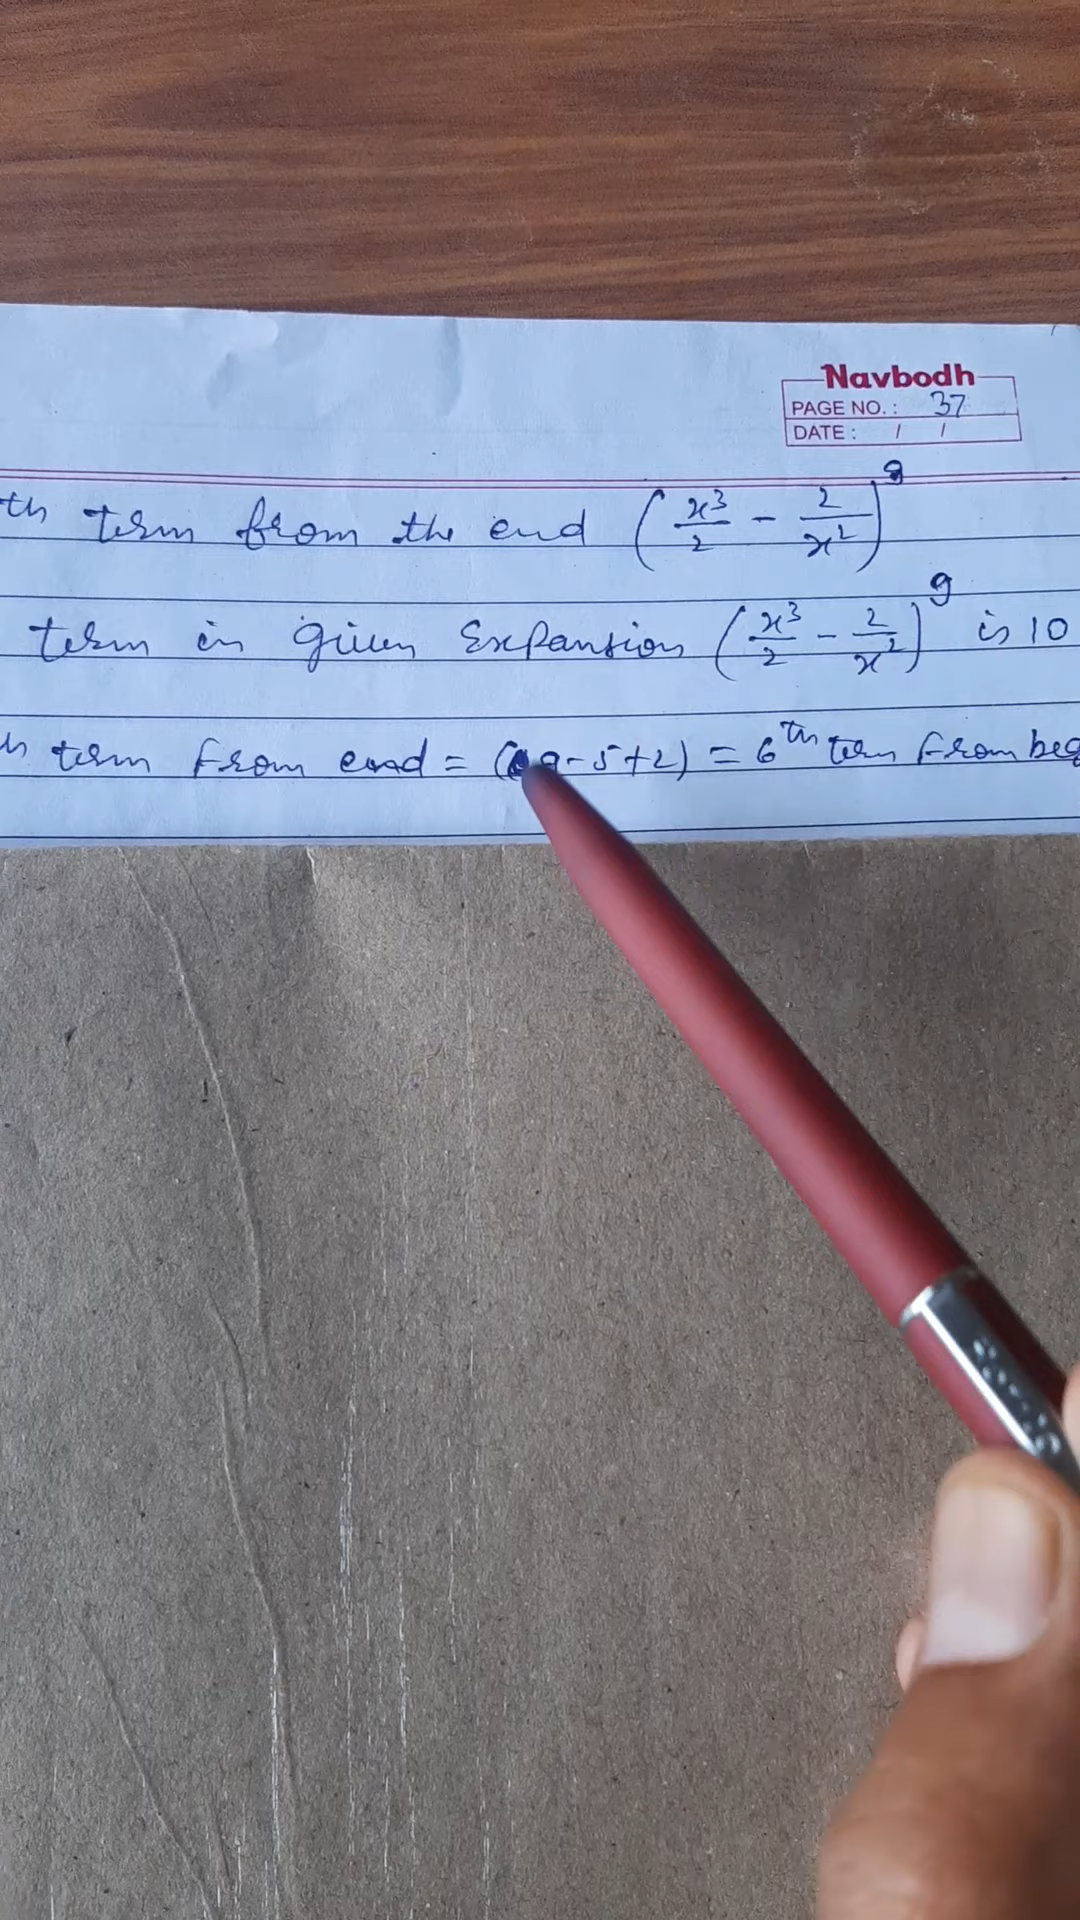 Navbodh
PAGE NO. : 37
DATE : / /
th term from the end (x³/2 - 2/x²)⁹
term in given Expansion (x³/2 - 2/x²)⁹ is 10
term from end = (9-5+2) = 6th term from beg